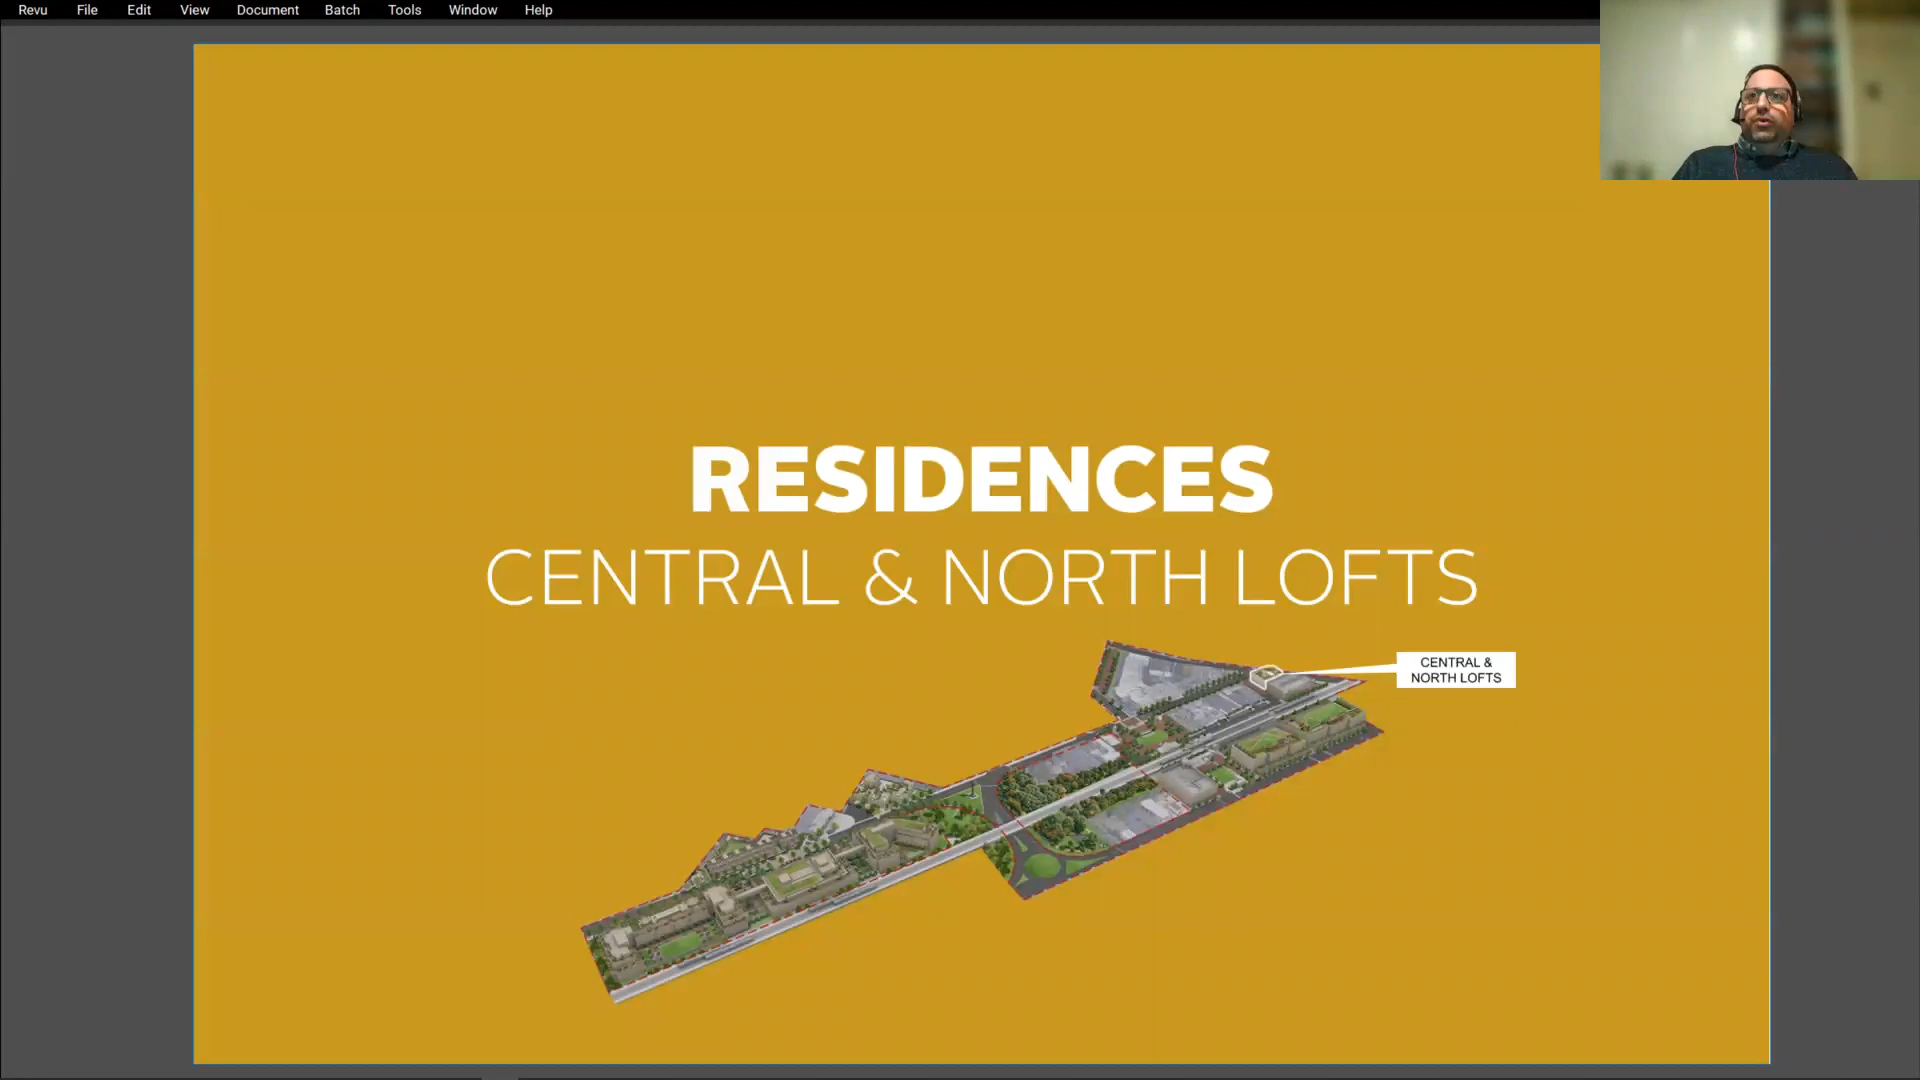 Revu File Edit View Document Batch Tools Window Help
RESIDENCES
CENTRAL & NORTH LOFTS
CENTRAL &
NORTH LOFTS